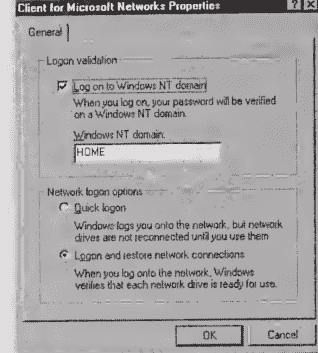 Client for Microsoft Networks Properties
General
Logon validation
Log on to Windows NT domain
When you log on, your password will be verified
on a Windows NT domain.
Windows NT domain:
HOME
Network logon options
Quick logon
Windows logs you onto the network, but network
drives are not reconnected until you use them
Logon and restore network connections
When you log onto the network, Windows
verifies that each network drive is ready for use.
OK
Cancel